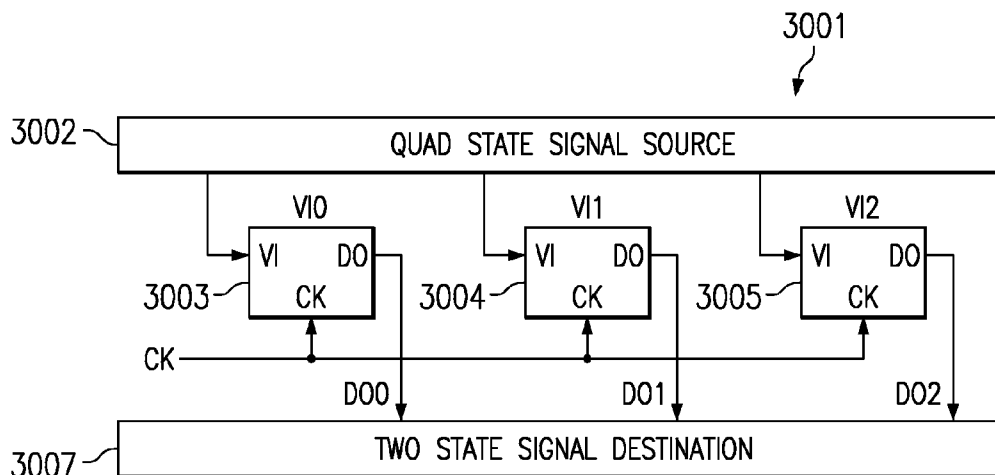 3001
3002
QUAD STATE SIGNAL SOURCE
VI0 VI1 VI2
VI DO VI DO VI DO
3003 CK 3004 CK 3005 CK
CK
DO0 DO1 DO2
TWO STATE SIGNAL DESTINATION
3007